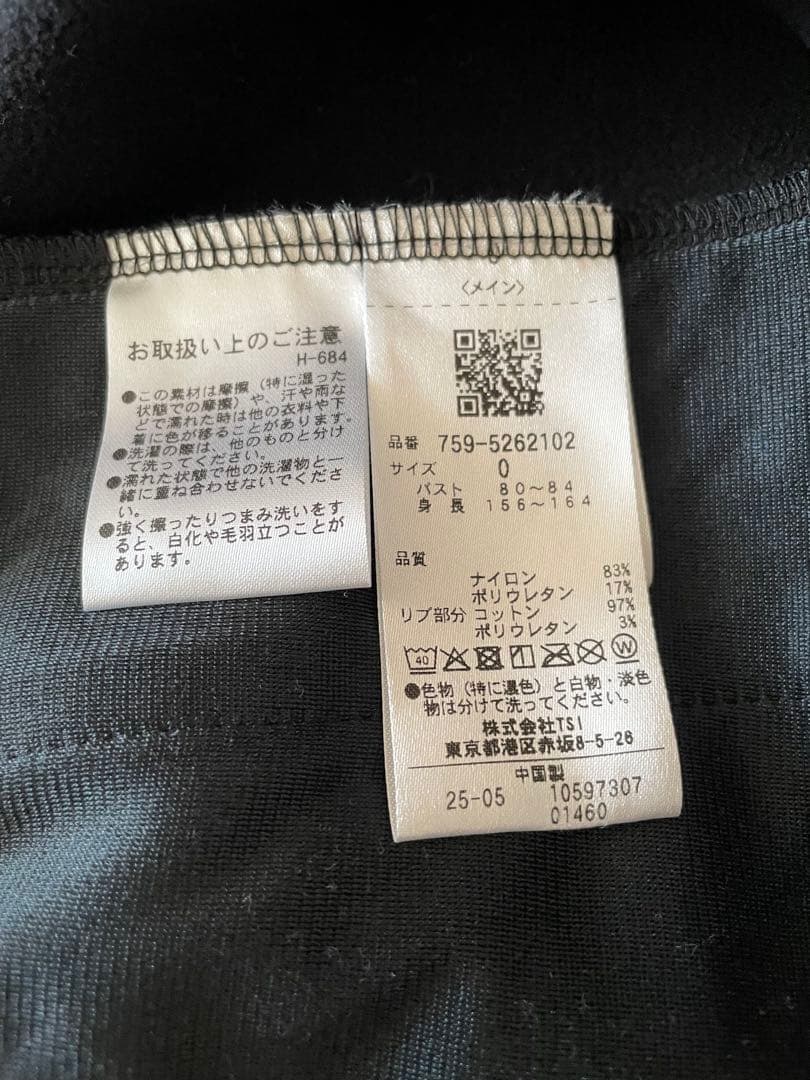 お取扱い上のご注意
H-684
●この素材は摩擦（特に湿った
状態での摩擦）や、汗や雨な
どで濡れた時は他の衣料や下
着に色が移ることがあります。
●洗濯の際は、他のものと分け
て洗ってください。
●濡れた状態で他の洗濯物と一
緒に重ね合わせないでくださ
い。
●強く擦ったりつまみ洗いをす
ると、白化や毛羽立つことが
あります。
〈メイン〉
品番 759-5262102
サイズ 0
バスト 80～84
身長 156～164
品質
ナイロン 83%
ポリウレタン 17%
リブ部分 コットン 97%
ポリウレタン 3%
40 W
●色物（特に濃色）と白物・淡色
物は分けて洗ってください。
株式会社TSI
東京都港区赤坂8-5-26
中国製
25-05 10597307
01460